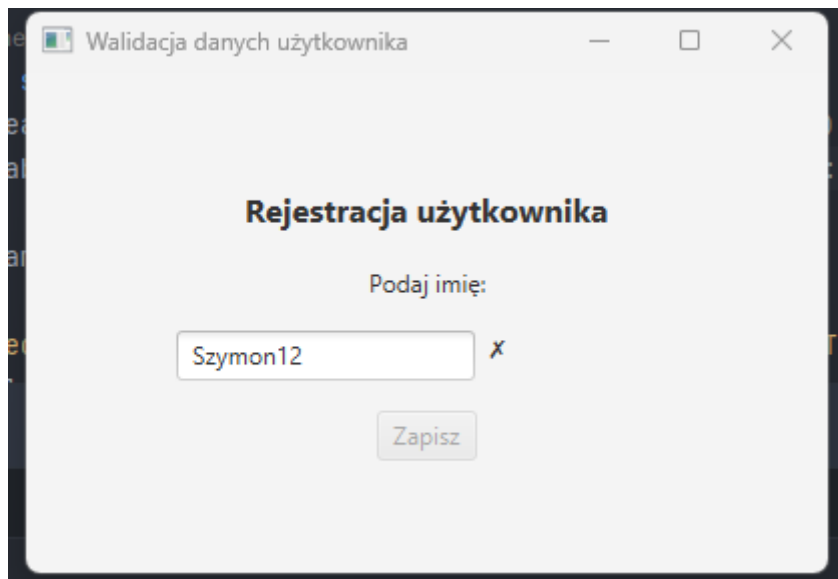 Walidacja danych użytkownika
Rejestracja użytkownika
Podaj imię:
Szymon12 ✗
Zapisz